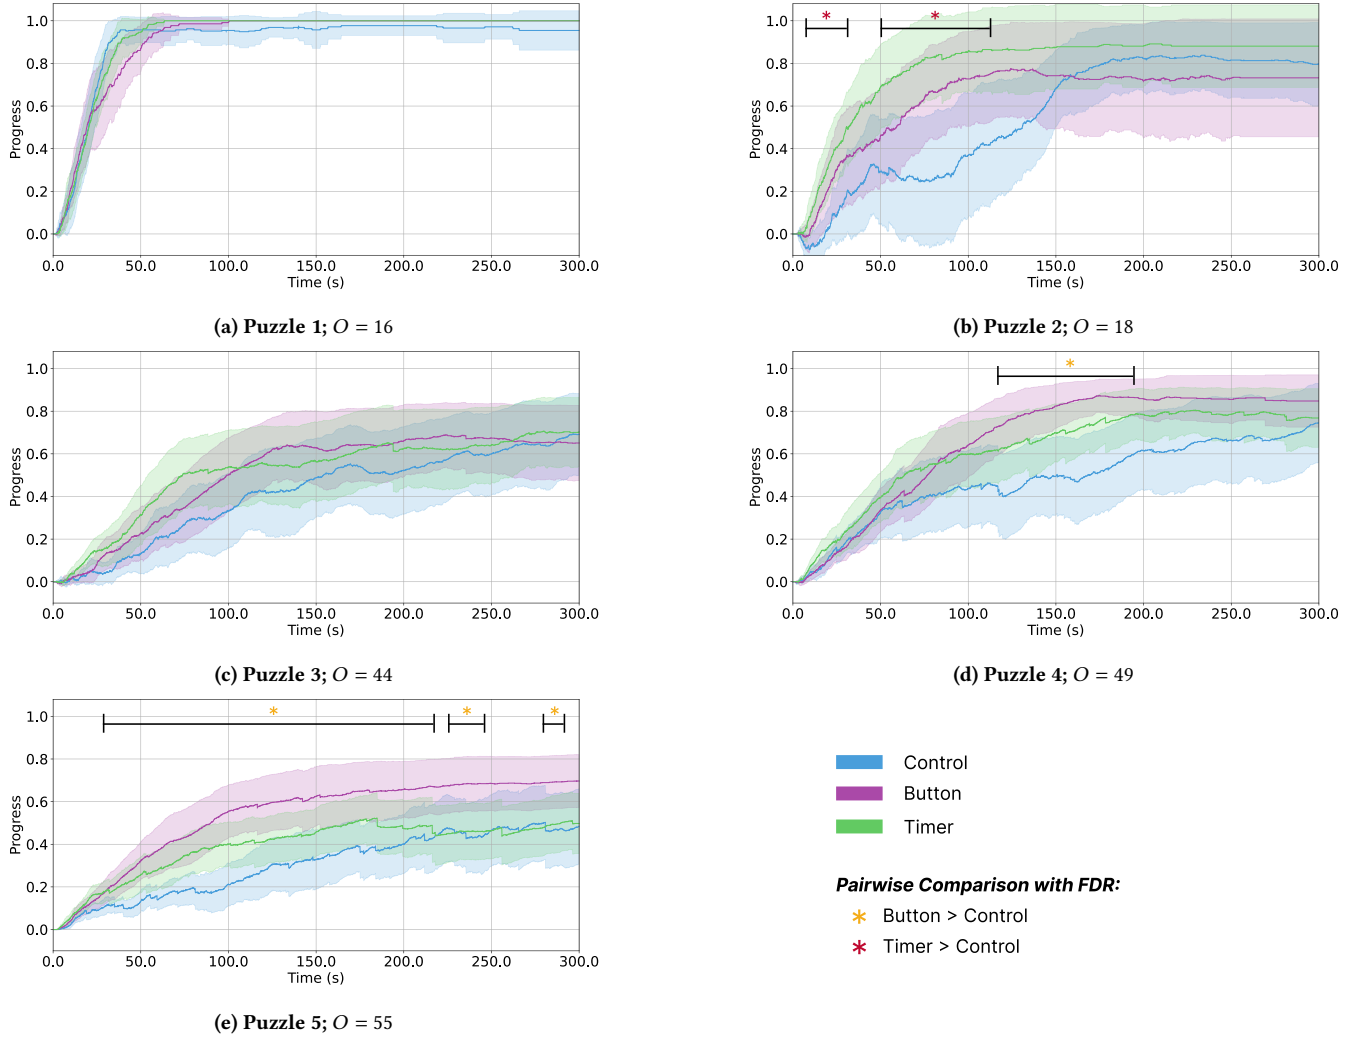 1.0
0.8
0.6
0.4
0.2
0.0
Progress
0.0 50.0 100.0 150.0 200.0 250.0 300.0
Time (s)
(a) Puzzle 1; O = 16
* *
1.0
0.8
0.6
0.4
0.2
0.0
Progress
0.0 50.0 100.0 150.0 200.0 250.0 300.0
Time (s)
(b) Puzzle 2; O = 18
1.0
0.8
0.6
0.4
0.2
0.0
Progress
0.0 50.0 100.0 150.0 200.0 250.0 300.0
Time (s)
(c) Puzzle 3; O = 44
*
1.0
0.8
0.6
0.4
0.2
0.0
Progress
0.0 50.0 100.0 150.0 200.0 250.0 300.0
Time (s)
(d) Puzzle 4; O = 49
* * *
1.0
0.8
0.6
0.4
0.2
0.0
Progress
0.0 50.0 100.0 150.0 200.0 250.0 300.0
Time (s)
(e) Puzzle 5; O = 55
Control
Button
Timer
Pairwise Comparison with FDR:
* Button > Control
* Timer > Control